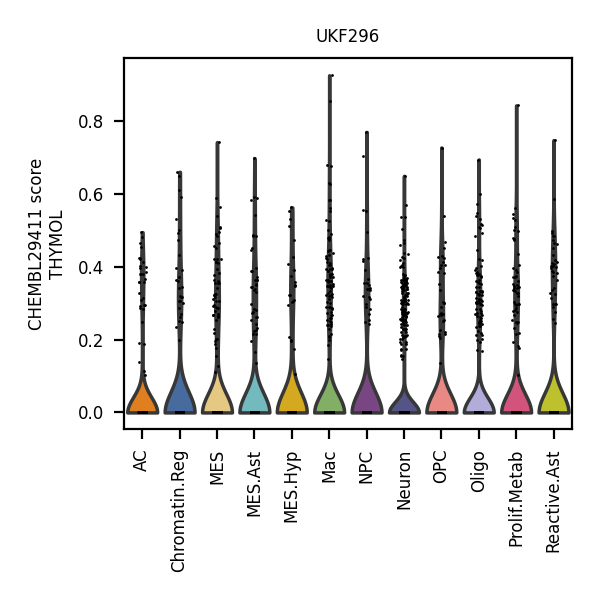 UKF296
CHEMBL29411 score
THYMOL
0.8
0.6
0.4
0.2
0.0
AC
Chromatin.Reg
MES
MES.Ast
MES.Hyp
Mac
NPC
Neuron
OPC
Oligo
Prolif.Metab
Reactive.Ast